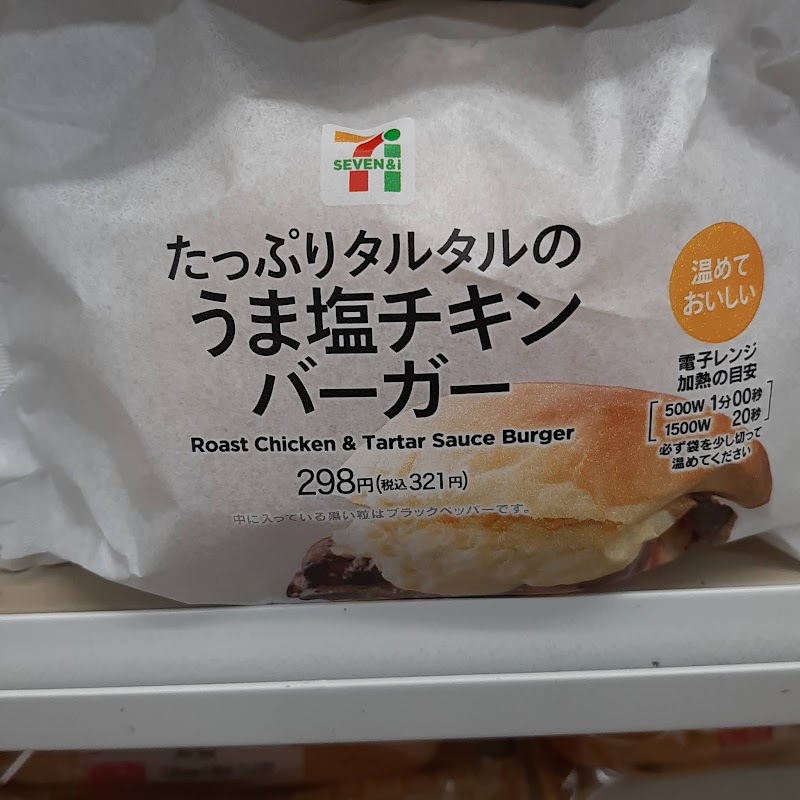 SEVEN&i
たっぷりタルタルの
うま塩チキン
バーガー
Roast Chicken & Tartar Sauce Burger
298円(税込321円)
中に入っている黒い粒はブラックペッパーです。
温めて
おいしい
電子レンジ
加熱の目安
500W 1分00秒
1500W 20秒
必ず袋を少し切って
温めてください